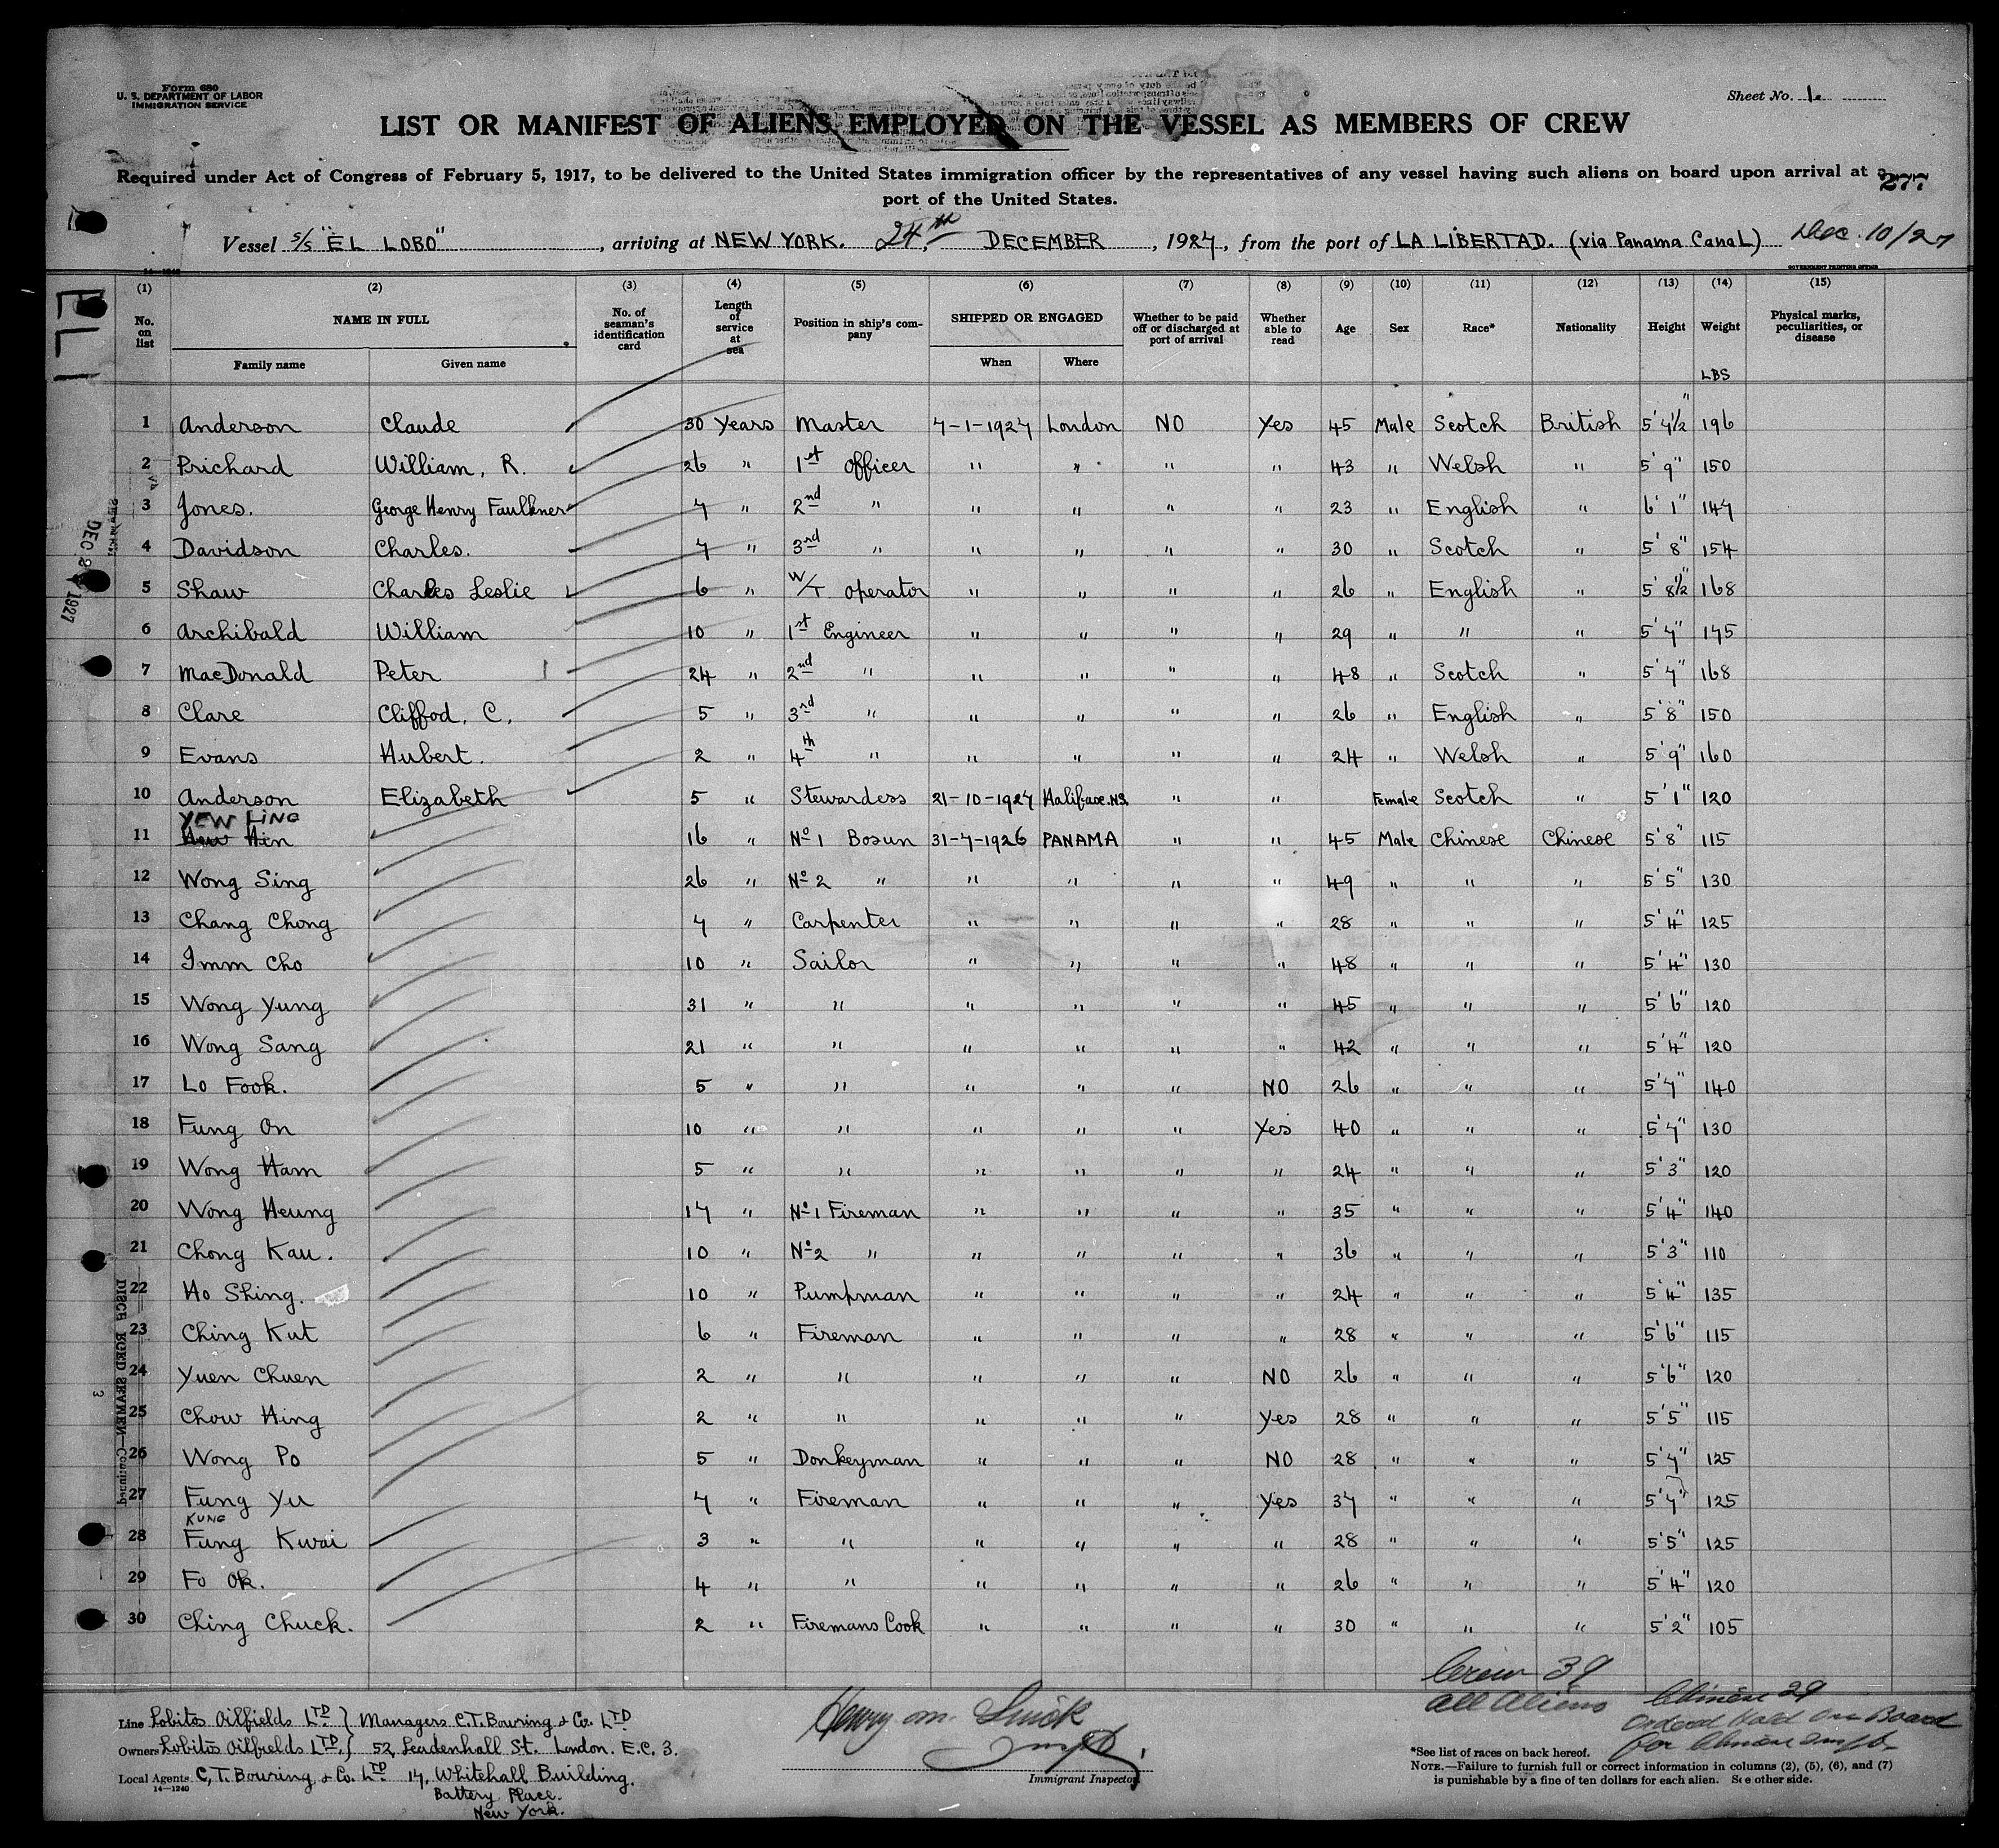 Form 680
U. S. DEPARTMENT OF LABOR
IMMIGRATION SERVICE
Sheet No. 1.
LIST OR MANIFEST OF ALIENS EMPLOYED ON THE VESSEL AS MEMBERS OF CREW
Required under Act of Congress of February 5, 1917, to be delivered to the United States immigration officer by the representatives of any vessel having such aliens on board upon arrival at a
port of the United States.
277
Vessel S/S "EL LOBO", arriving at NEW YORK. 24th DECEMBER, 1927, from the port of LA LIBERTAD. (via Panama Canal) Dec. 10/27
14—1240 GOVERNMENT PRINTING OFFICE
(1) (2) (3) (4) (5) (6) (7) (8) (9) (10) (11) (12) (13) (14) (15)
No. on list NAME IN FULL Family name Given name No. of seaman's identification card Length of service at sea Position in ship's company SHIPPED OR ENGAGED When Where Whether to be paid off or discharged at port of arrival Whether able to read Age Sex Race* Nationality Height Weight Physical marks, peculiarities, or disease
LBS
1 Anderson Claude 30 Years Master 7-1-1927 London NO Yes 45 Male Scotch British 5' 7½" 196
2 Prichard William, R. 26 " 1st Officer " " " " 43 " Welsh " 5' 9" 150
3 Jones. George Henry Faulkner 7 " 2nd " " " " " 23 " English " 6' 1" 147
4 Davidson Charles. 7 " 3rd " " " " " 30 " Scotch " 5' 8" 154
5 Shaw Charles Leslie 6 " W/T Operator " " " " 26 " English " 5' 8½" 168
6 Archibald William 10 " 1st Engineer " " " " 29 " " " 5' 7" 175
7 MacDonald Peter 24 " 2nd " " " " " 48 " Scotch " 5' 7" 168
8 Clare Cliffod. C. 5 " 3rd " " " " " 26 " English " 5' 8" 150
9 Evans Hubert. 2 " 4th " " " " " 24 " Welsh " 5' 9" 160
10 Anderson Elizabeth 5 " Stewardess 21-10-1927 Halifax. NS. " " Female Scotch " 5' 1" 120
YEW LING
11 Hin 16 " No 1 Bosun 31-7-1926 PANAMA " " 45 Male Chinese Chinese 5' 8" 115
12 Wong Sing 26 " No 2 " " " " " 49 " " " 5' 5" 130
13 Chang Chong 7 " Carpenter " " " " 28 " " " 5' 4" 125
14 Imm Cho 10 " Sailor " " " " 48 " " " 5' 4" 130
15 Wong Yung 31 " " " " " " 45 " " " 5' 6" 120
16 Wong Sang 21 " " " " " " 42 " " " 5' 4" 120
17 Lo Fook. 5 " " " " " NO 26 " " " 5' 7" 140
18 Fung On 10 " " " " " Yes 40 " " " 5' 7" 130
19 Wong Ham 5 " " " " " " 24 " " " 5' 3" 120
20 Wong Heung 17 " No 1 Fireman " " " " 35 " " " 5' 4" 140
21 Chong Kau. 10 " No 2 " " " " " 36 " " " 5' 3" 110
22 Ho Shing. 10 " Pumpman " " " " 24 " " " 5' 4" 135
23 Ching Kut 6 " Fireman " " " " 28 " " " 5' 6" 115
24 Yuen Chuen 2 " " " " " NO 26 " " " 5' 6" 120
25 Chow Hing 2 " " " " " Yes 28 " " " 5' 5" 115
26 Wong Po 5 " Donkeyman " " " NO 28 " " " 5' 7" 125
27 Fung Yu 7 " Fireman " " " Yes 37 " " " 5' 7" 125
KUNG
28 Fung Kwai 3 " " " " " " 28 " " " 5' 5" 125
29 Fo Ok. 4 " " " " " " 26 " " " 5' 4" 120
30 Ching Chuck. 2 " Firemans Cook " " " " 30 " " " 5' 2" 105
DEC 1927
Crew 39
all aliens
Chinese 29
Ordered held on Board
for Chinese Insp.
Line Lobitos Oilfields LTD. } Managers C.T. Bowring & Co. LTD
Owners Lobitos Oilfields LTD. } 52, Leadenhall St. London. E.C. 3.
Local Agents C.T. Bowring & Co. LTD 17, Whitehall Building.
Battery Place.
New York.
14—1240
Henry M.
Immigrant Inspector.
*See list of races on back hereof.
NOTE.—Failure to furnish full or correct information in columns (2), (5), (6), and (7)
is punishable by a fine of ten dollars for each alien. See other side.